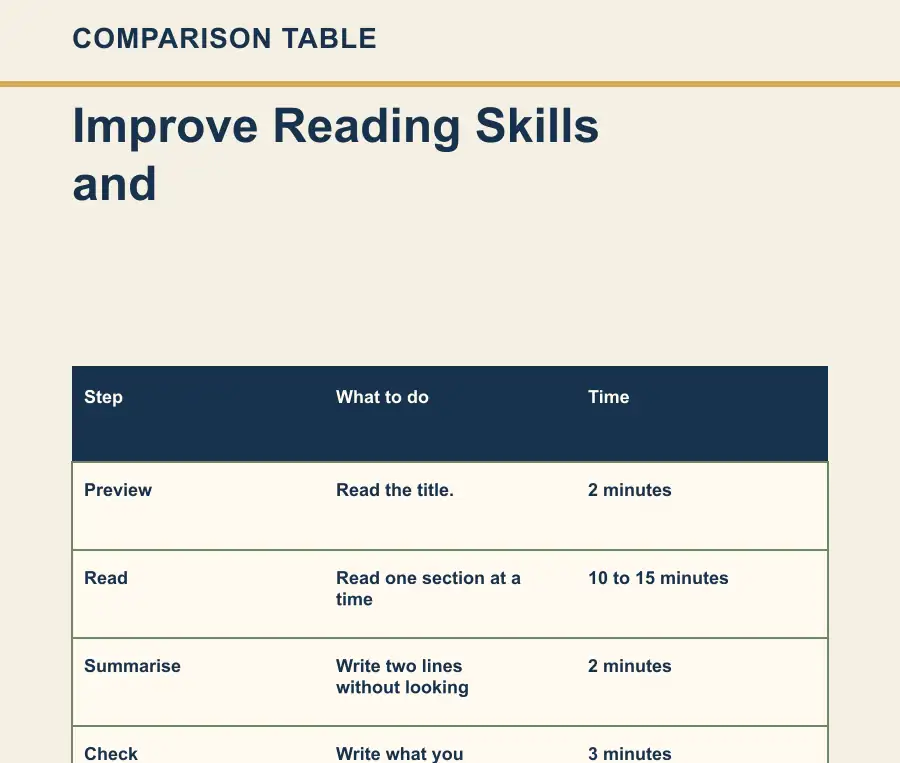 COMPARISON TABLE
Improve Reading Skills
and
Step What to do Time
Preview Read the title. 2 minutes
Read Read one section at a 10 to 15 minutes
time
Summarise Write two lines 2 minutes
without looking
Check Write what you 3 minutes